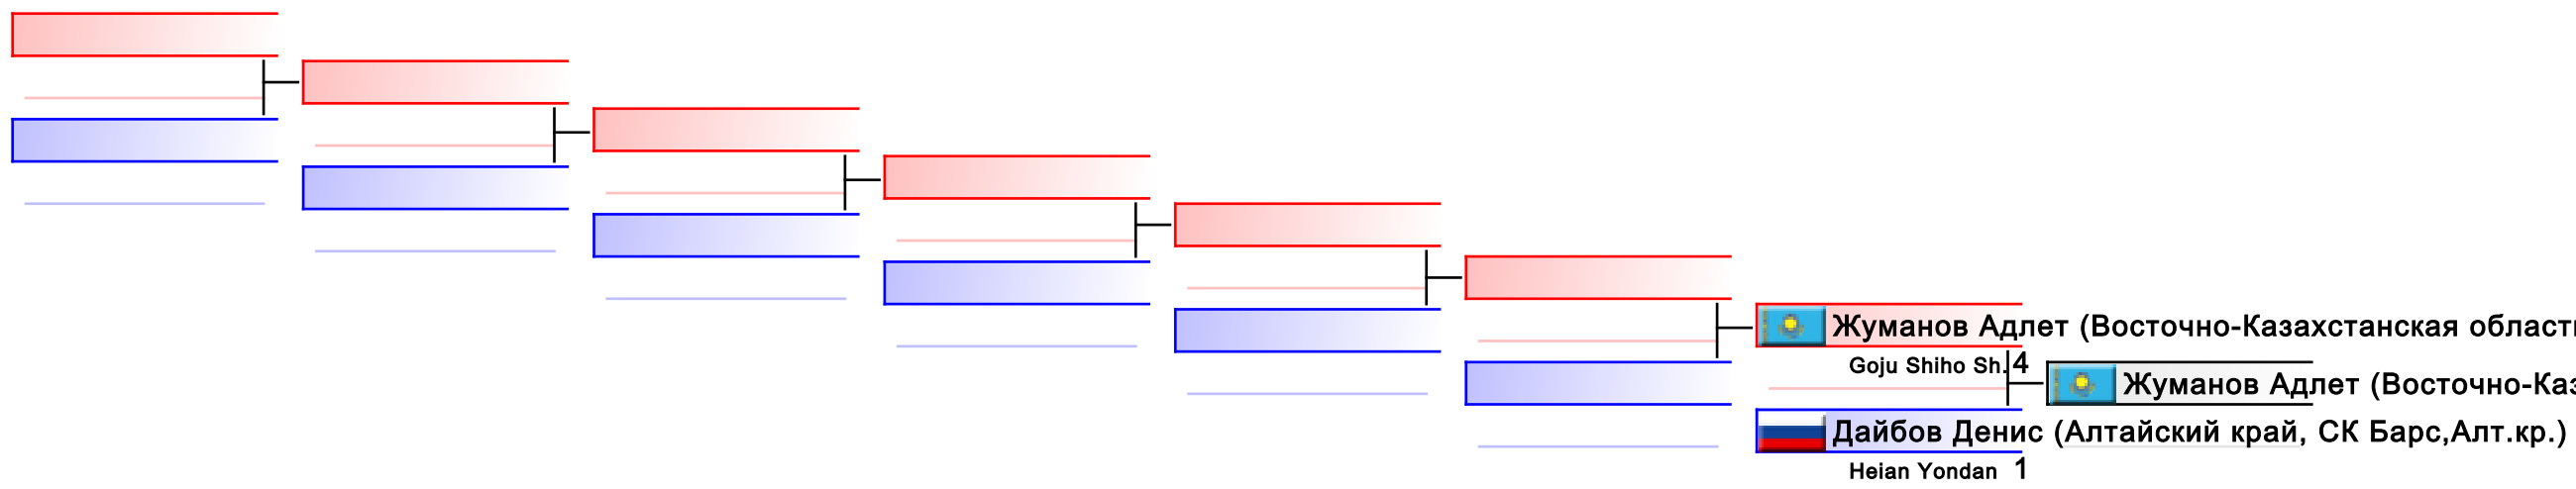 Жуманов Адлет (Восточно-Казахстанская област
Goju Shiho Sh. 4
Жуманов Адлет (Восточно-Каз
Дайбов Денис (Алтайский край, СК Барс,Алт.кр.)
Heian Yondan 1